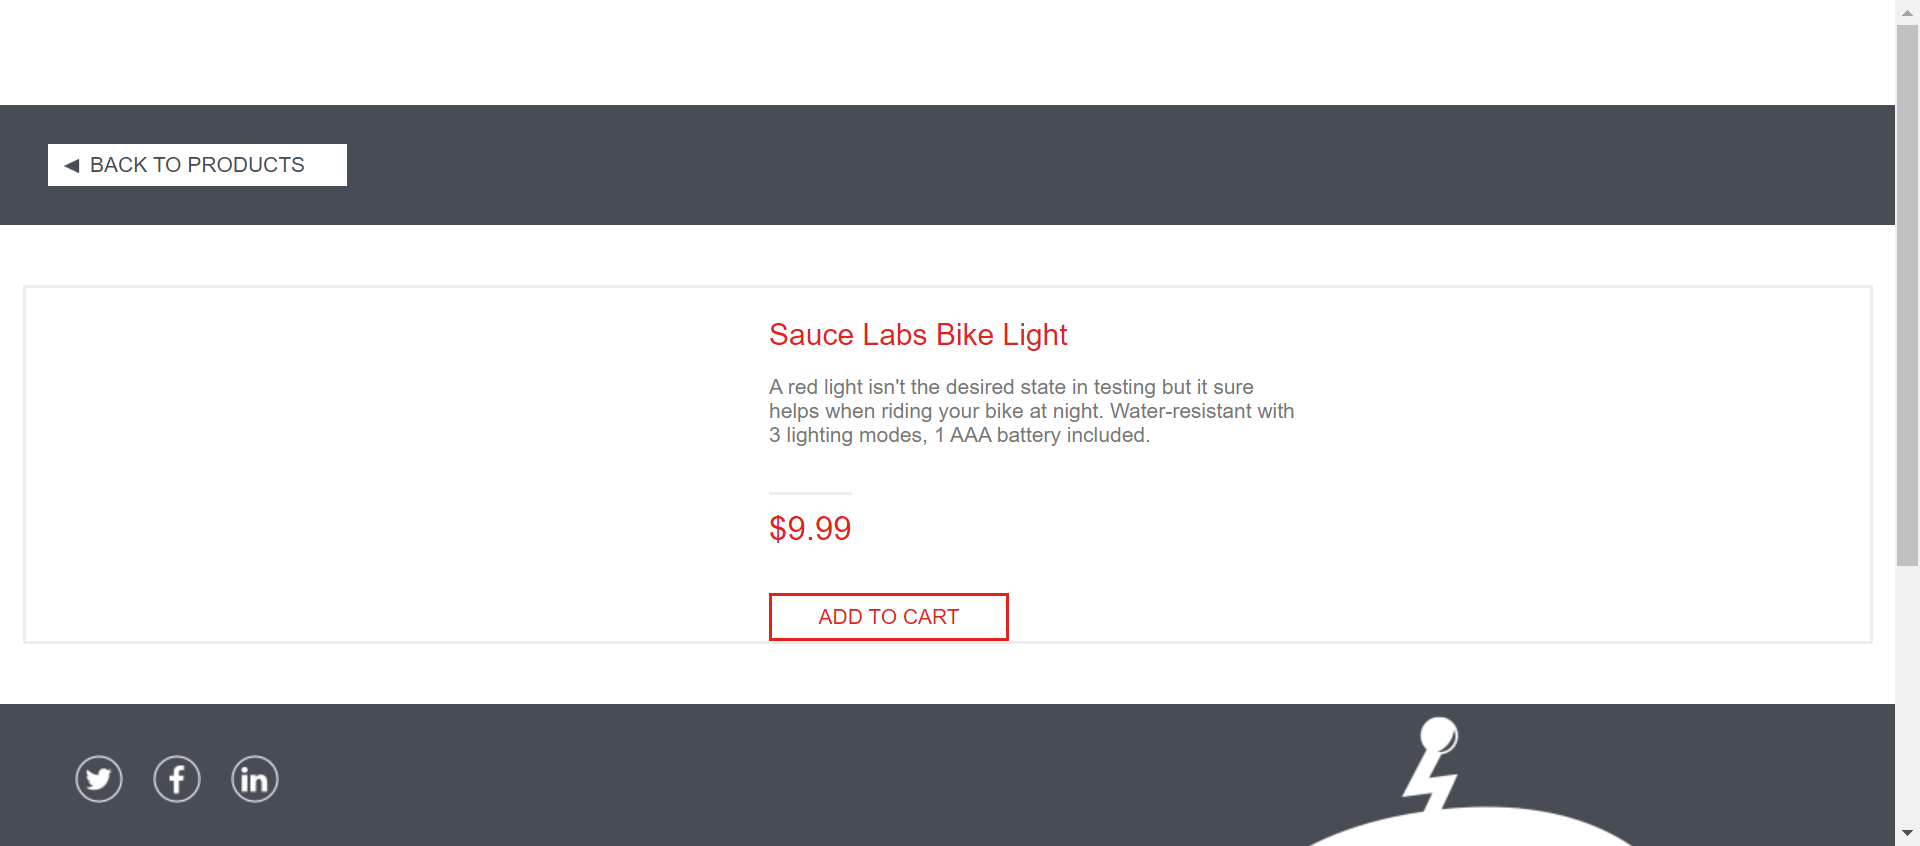 BACK TO PRODUCTS
Sauce Labs Bike Light
A red light isn't the desired state in testing but it sure
helps when riding your bike at night. Water-resistant with
3 lighting modes, 1 AAA battery included.
$9.99
ADD TO CART